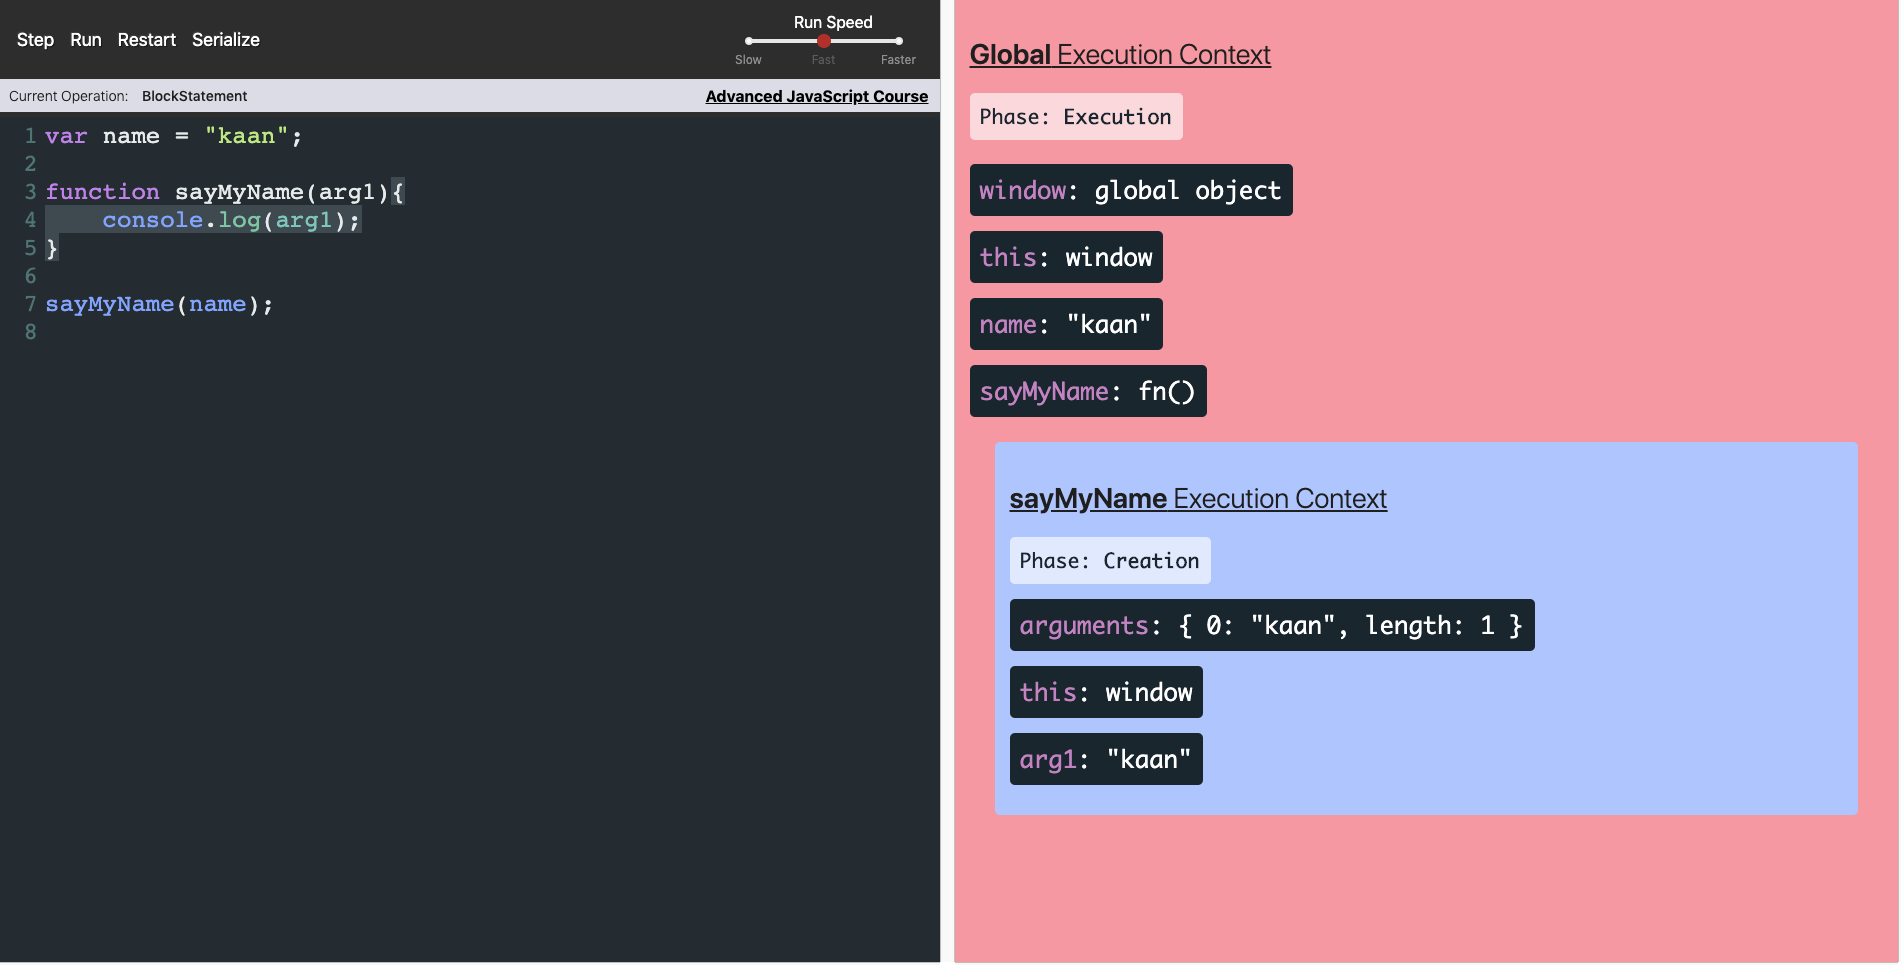 Step Run Restart Serialize
Run Speed
Slow Fast Faster
Current Operation: BlockStatement
Advanced JavaScript Course
1 var name = "kaan";
2
3 function sayMyName(arg1){
4     console.log(arg1);
5 }
6
7 sayMyName(name);
8
Global Execution Context
Phase: Execution
window: global object
this: window
name: "kaan"
sayMyName: fn()
sayMyName Execution Context
Phase: Creation
arguments: { 0: "kaan", length: 1 }
this: window
arg1: "kaan"